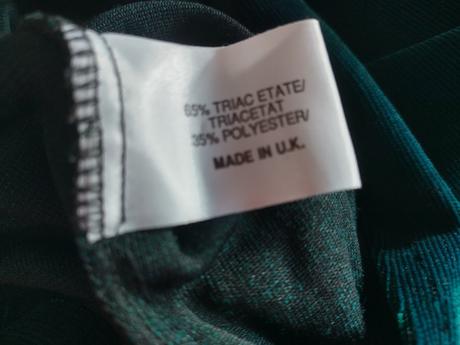 65% TRIAC ETATE/
TRIACETAT
35% POLYESTER/
MADE IN U.K.